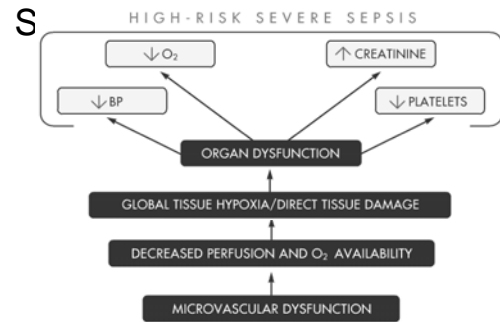 S
HIGH-RISK SEVERE SEPSIS
↓ O₂
↑ CREATININE
↓ BP
↓ PLATELETS
ORGAN DYSFUNCTION
GLOBAL TISSUE HYPOXIA/DIRECT TISSUE DAMAGE
DECREASED PERFUSION AND O₂ AVAILABILITY
MICROVASCULAR DYSFUNCTION